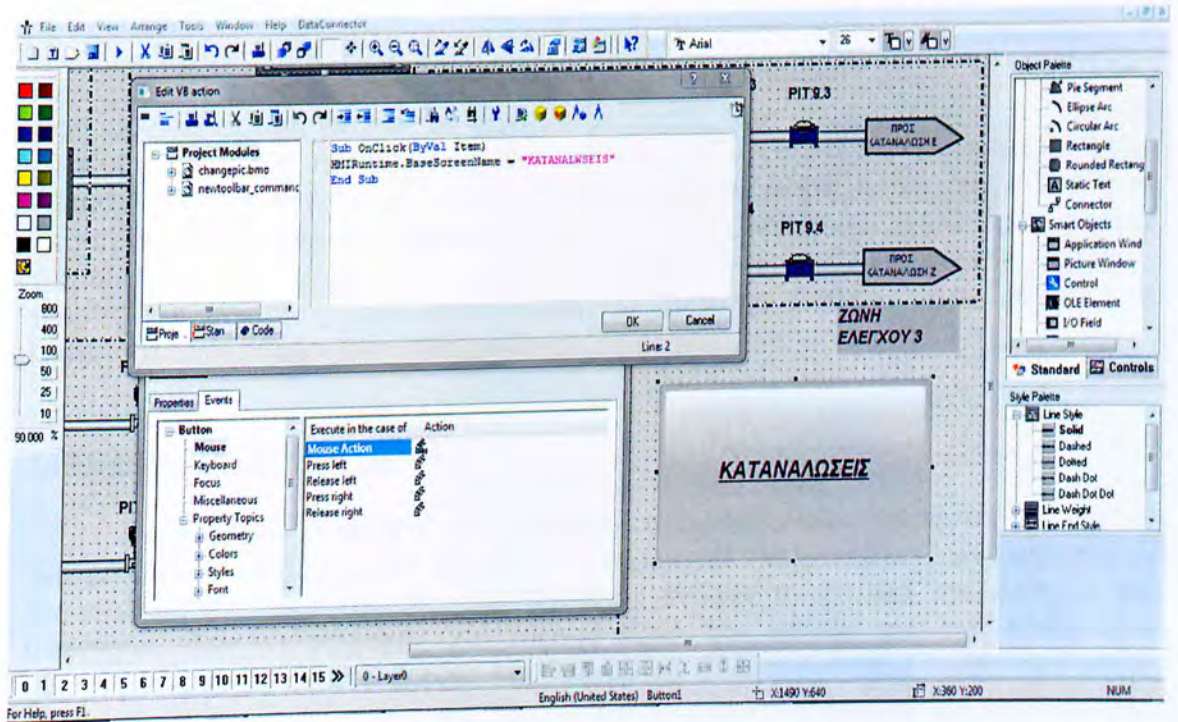 File Edit View Arrange Tools Window Help DataConnector
Arial 26
Edit VB action
Project Modules
changepic.bmo
newtoolbar_command
Sub OnClick(ByVal Item)
HMIRuntime.BaseScreenName = "KATANALWSEIS"
End Sub
Proje Stan Code
OK Cancel
Line: 2
Properties Events
Button
Mouse
Keyboard
Focus
Miscellaneous
Property Topics
Geometry
Colors
Styles
Font
Execute in the case of Action
Mouse Action
Press left
Release left
Press right
Release right
Zoom
800
400
100
50
25
10
90.000 %
PIT9.3
ΠΡΟΣ
ΚΑΤΑΝΑΛΩΣΗ Ε
PIT 9.4
ΠΡΟΣ
ΚΑΤΑΝΑΛΩΣΗ Ζ
ΖΩΝΗ
ΕΛΕΓΧΟΥ 3
ΚΑΤΑΝΑΛΩΣΕΙΣ
Object Palette
Pie Segment
Ellipse Arc
Circular Arc
Rectangle
Rounded Rectang
Static Text
Connector
Smart Objects
Application Wind
Picture Window
Control
OLE Element
I/O Field
Standard Controls
Style Palette
Line Style
Solid
Dashed
Dotted
Dash Dot
Dash Dot Dot
Line Weight
Line End Style
0 1 2 3 4 5 6 7 8 9 10 11 12 13 14 15 0 - Layer0
English (United States) Button1 X:1490 Y:640 X:360 Y:200 NUM
For Help, press F1.